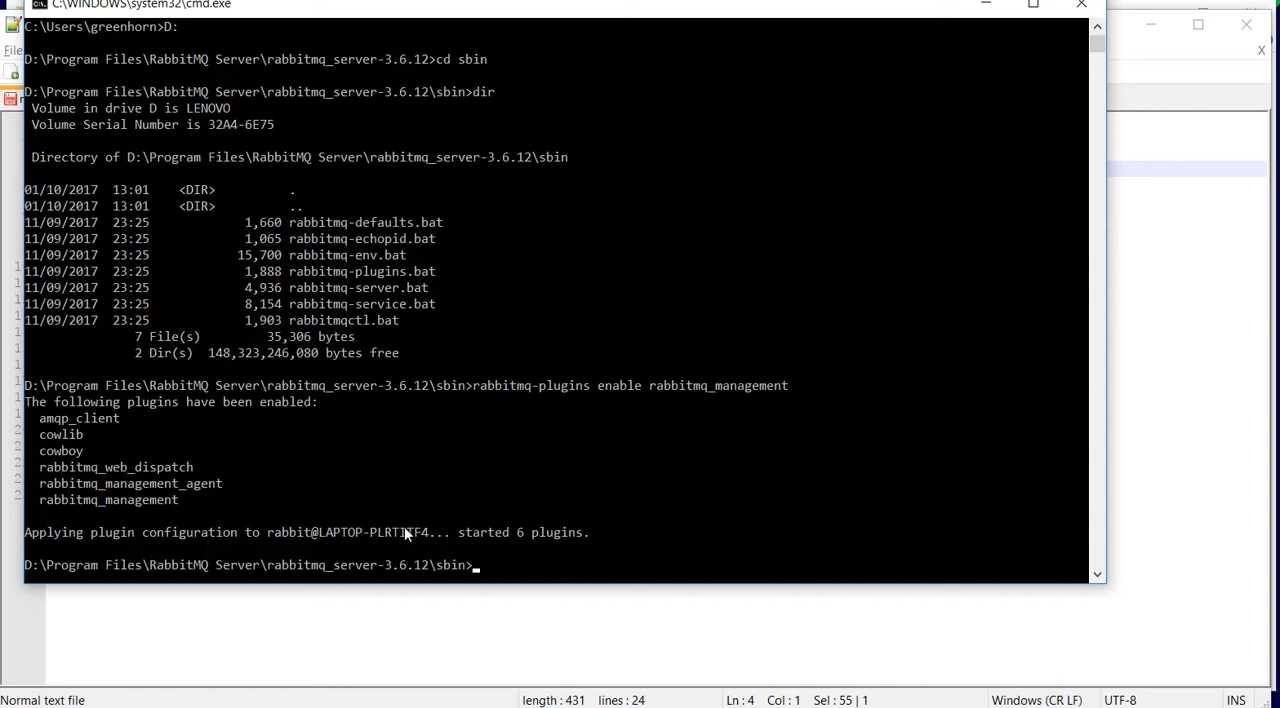 C:\WINDOWS\system32\cmd.exe
C:\Users\greenhorn>D:
D:\Program Files\RabbitMQ Server\rabbitmq_server-3.6.12>cd sbin
D:\Program Files\RabbitMQ Server\rabbitmq_server-3.6.12\sbin>dir
Volume in drive D is LENOVO
Volume Serial Number is 32A4-6E75
Directory of D:\Program Files\RabbitMQ Server\rabbitmq_server-3.6.12\sbin
01/10/2017 13:01 <DIR> .
01/10/2017 13:01 <DIR> ..
11/09/2017 23:25 1,660 rabbitmq-defaults.bat
11/09/2017 23:25 1,065 rabbitmq-echopid.bat
11/09/2017 23:25 15,700 rabbitmq-env.bat
11/09/2017 23:25 1,888 rabbitmq-plugins.bat
11/09/2017 23:25 4,936 rabbitmq-server.bat
11/09/2017 23:25 8,154 rabbitmq-service.bat
11/09/2017 23:25 1,903 rabbitmqctl.bat
7 File(s) 35,306 bytes
2 Dir(s) 148,323,246,080 bytes free
D:\Program Files\RabbitMQ Server\rabbitmq_server-3.6.12\sbin>rabbitmq-plugins enable rabbitmq_management
The following plugins have been enabled:
amqp_client
cowlib
cowboy
rabbitmq_web_dispatch
rabbitmq_management_agent
rabbitmq_management
Applying plugin configuration to started 6 plugins.
D:\Program Files\RabbitMQ Server\rabbitmq_server-3.6.12\sbin>
Normal text file length : 431 lines : 24 Ln : 4 Col : 1 Sel : 55 | 1 Windows (CR LF) UTF-8 INS